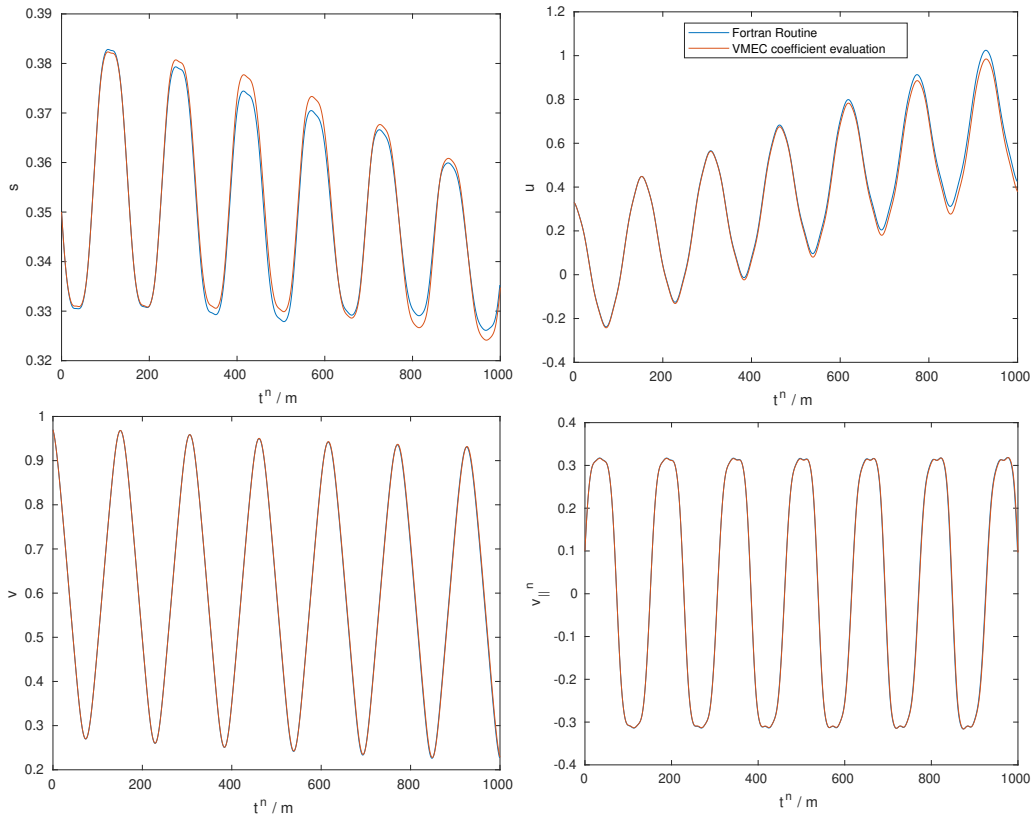 0.39
0.38
0.37
0.36
0.35
0.34
0.33
0.32
s
0 200 400 600 800 1000
t^n / m
1.2
1
0.8
0.6
0.4
0.2
0
-0.2
-0.4
u
0 200 400 600 800 1000
t^n / m
Fortran Routine
VMEC coefficient evaluation
1
0.9
0.8
0.7
0.6
0.5
0.4
0.3
0.2
v
0 200 400 600 800 1000
t^n / m
0.4
0.3
0.2
0.1
0
-0.1
-0.2
-0.3
-0.4
v_||^n
0 200 400 600 800 1000
t^n / m